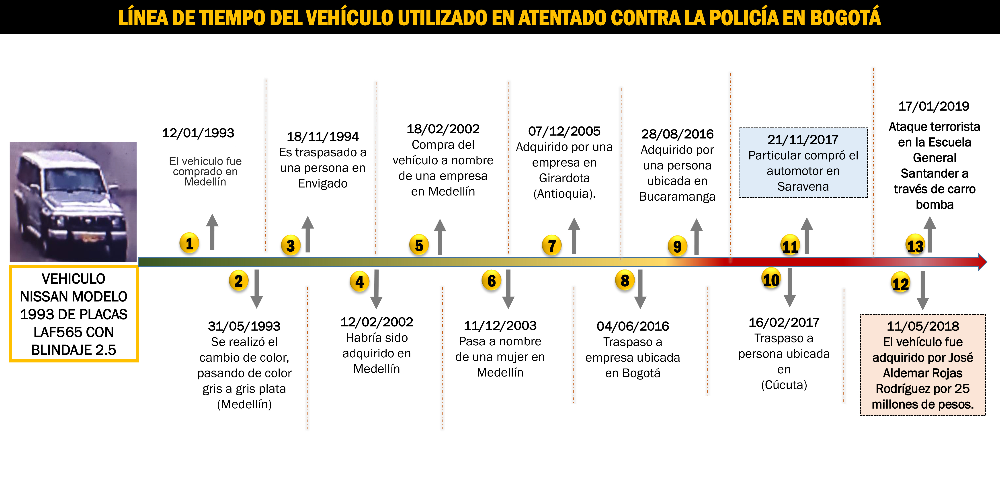 LÍNEA DE TIEMPO DEL VEHÍCULO UTILIZADO EN ATENTADO CONTRA LA POLICÍA EN BOGOTÁ
VEHICULO
NISSAN MODELO
1993 DE PLACAS
LAF565 CON
BLINDAJE 2.5
1
12/01/1993
El vehículo fue
comprado en
Medellín
2
31/05/1993
Se realizó el
cambio de color,
pasando de color
gris a gris plata
(Medellín)
3
18/11/1994
Es traspasado a
una persona en
Envigado
4
12/02/2002
Habría sido
adquirido en
Medellín
5
18/02/2002
Compra del
vehículo a nombre
de una empresa
en Medellín
6
11/12/2003
Pasa a nombre
de una mujer en
Medellín
7
07/12/2005
Adquirido por una
empresa en
Girardota
(Antioquia).
8
04/06/2016
Traspaso a
empresa ubicada
en Bogotá
9
28/08/2016
Adquirido por
una persona
ubicada en
Bucaramanga
10
16/02/2017
Traspaso a
persona ubicada
en
(Cúcuta)
11
21/11/2017
Particular compró el
automotor en
Saravena
12
11/05/2018
El vehículo fue
adquirido por José
Aldemar Rojas
Rodríguez por 25
millones de pesos.
13
17/01/2019
Ataque terrorista
en la Escuela
General
Santander a
través de carro
bomba